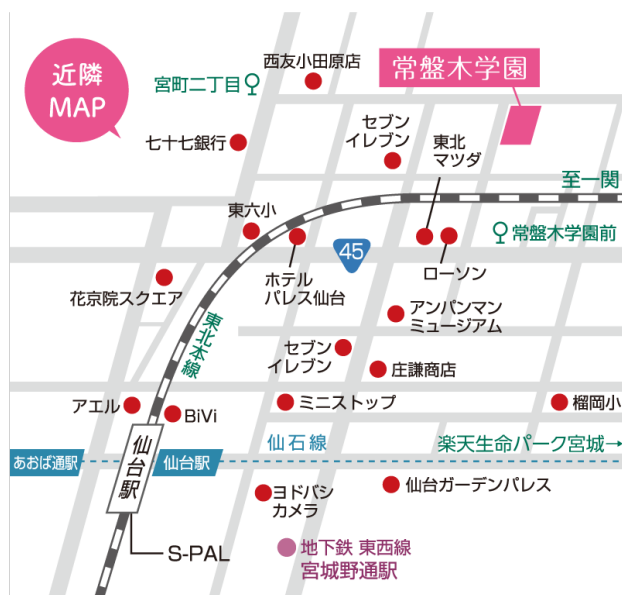 近隣
MAP
西友小田原店
宮町二丁目
常盤木学園
七十七銀行
セブン
イレブン
東北
マツダ
至一関
東六小
常盤木学園前
45
ローソン
ホテル
パレス仙台
花京院スクエア
アンパンマン
ミュージアム
東北本線
セブン
イレブン
庄謙商店
アエル
BiVi
ミニストップ
榴岡小
仙石線
楽天生命パーク宮城→
あおば通駅
仙台駅
仙台駅
仙台ガーデンパレス
ヨドバシ
カメラ
S-PAL
地下鉄 東西線
宮城野通駅